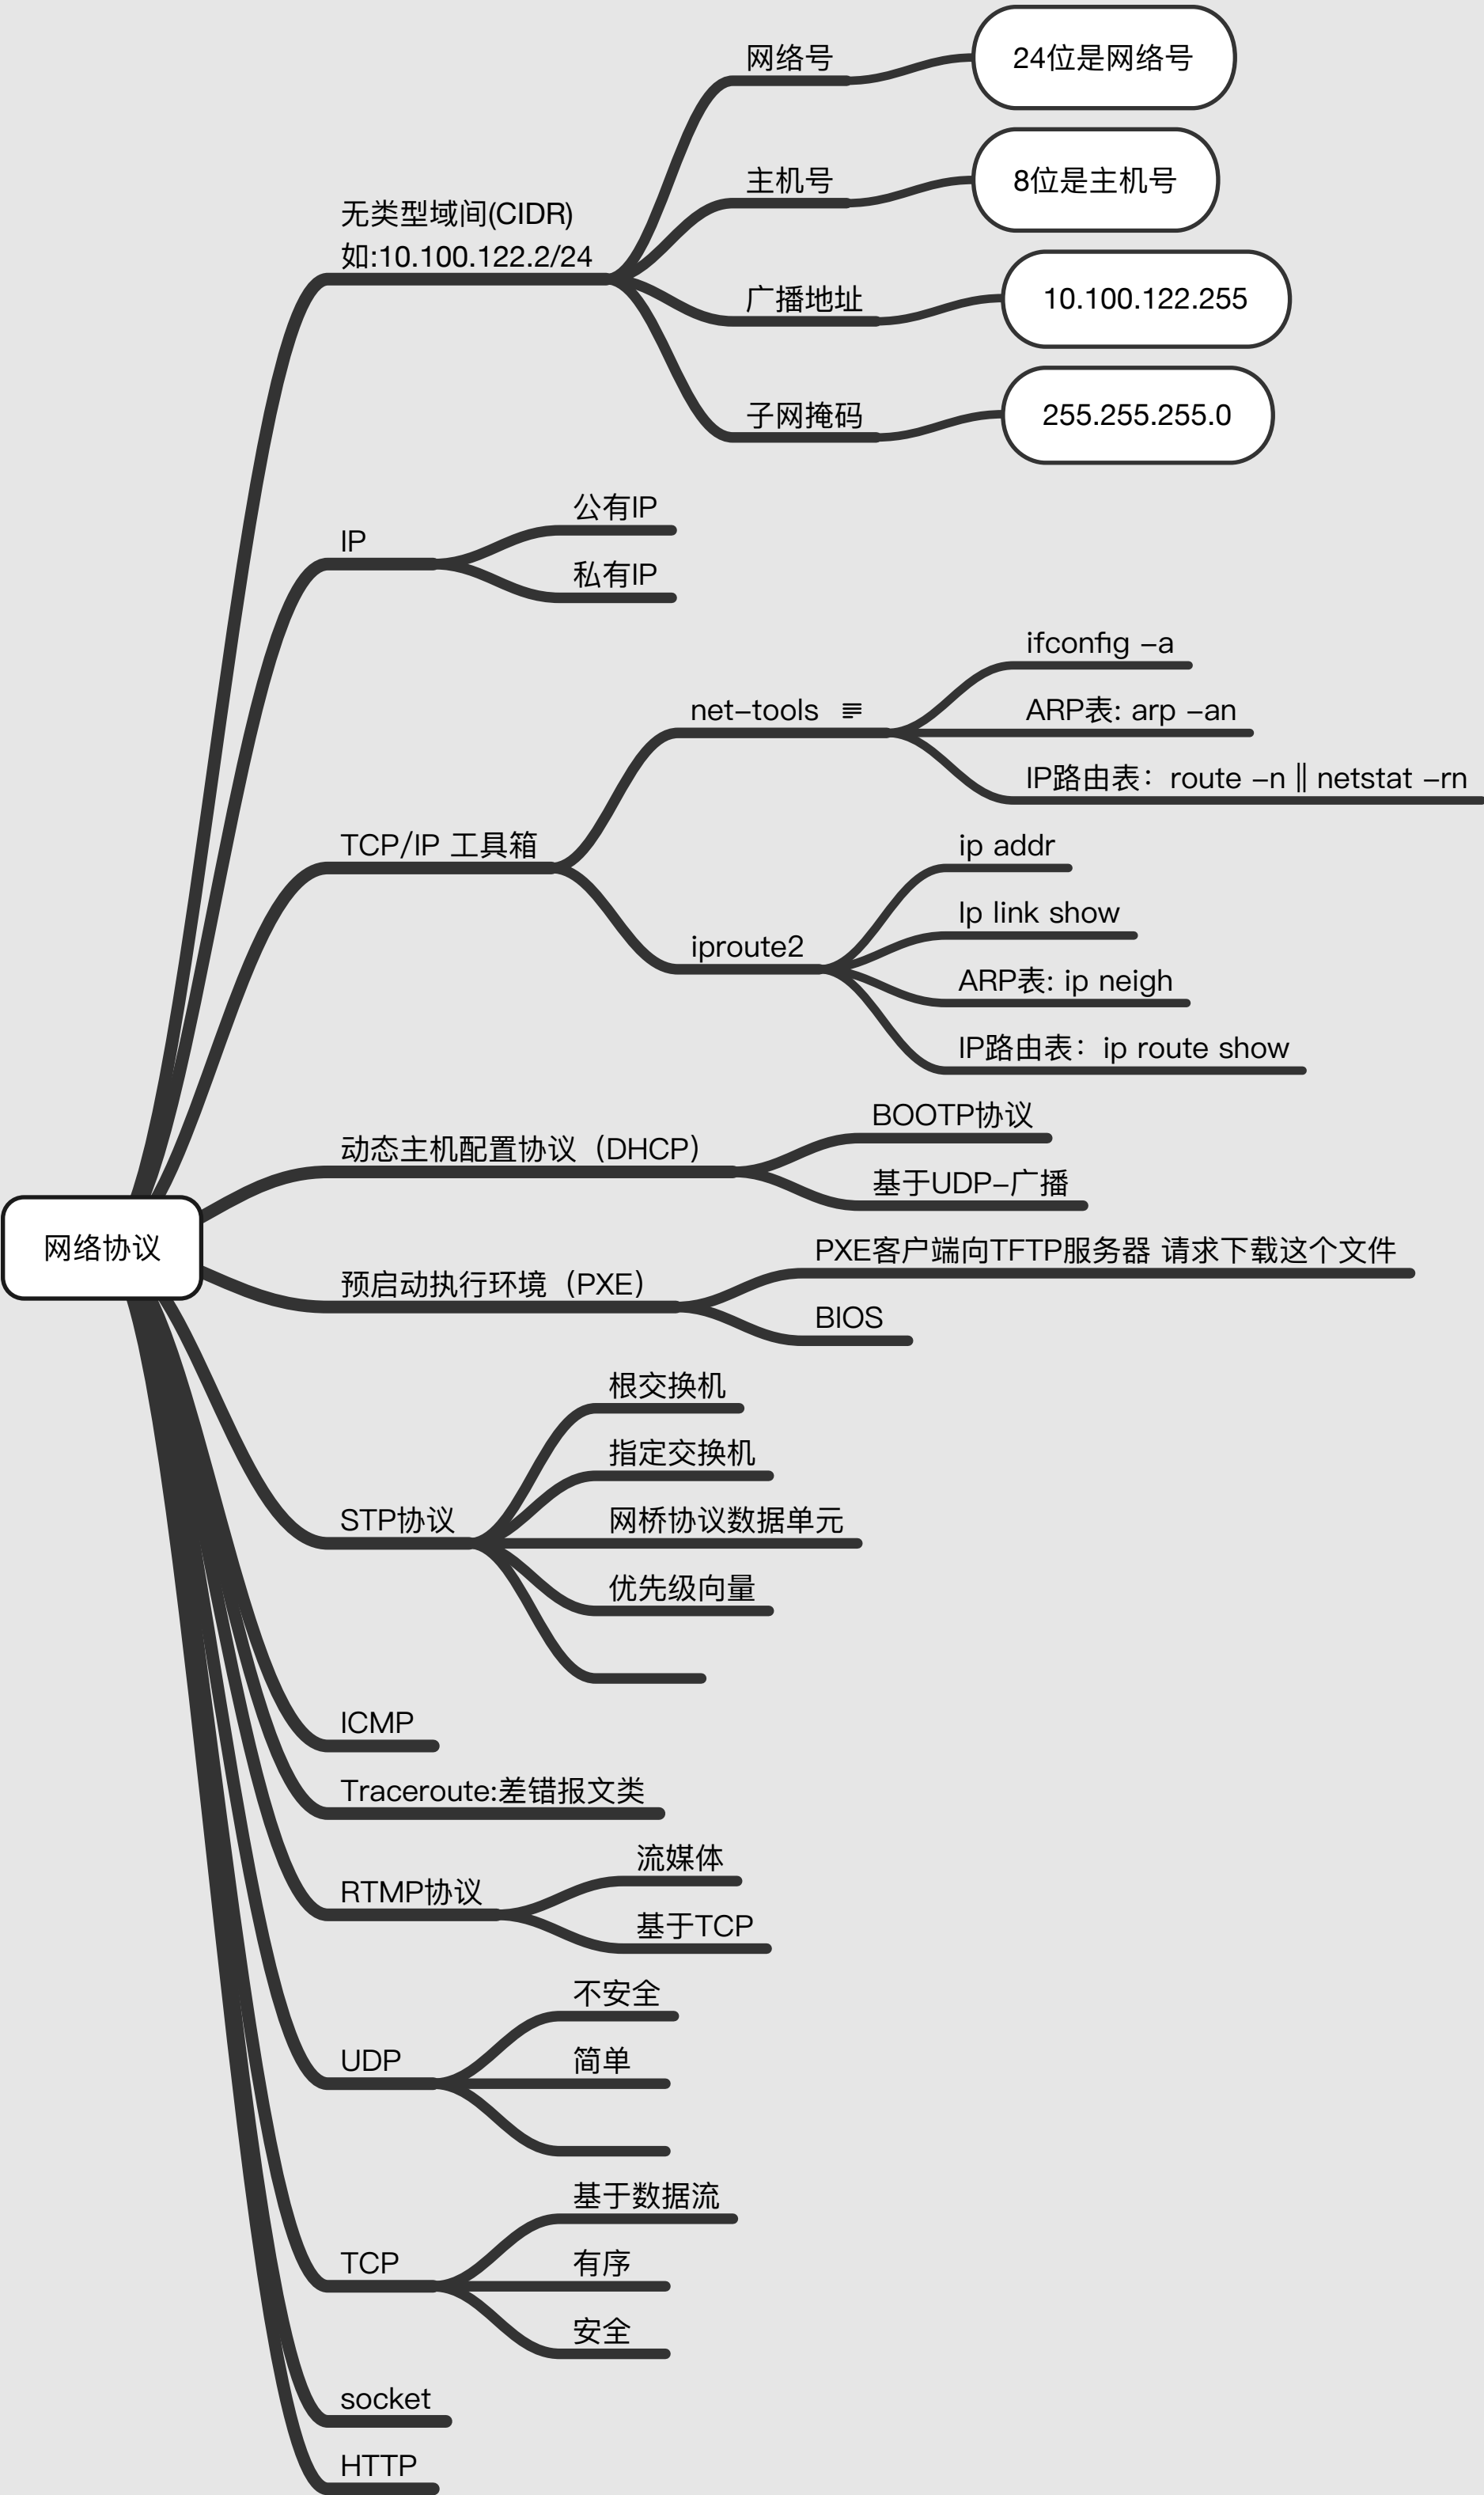 网络号
24位是网络号
主机号
8位是主机号
无类型域间(CIDR)
如:10.100.122.2/24
广播地址
10.100.122.255
子网掩码
255.255.255.0
IP
公有IP
私有IP
TCP/IP 工具箱
net-tools
ifconfig -a
ARP表: arp -an
IP路由表：route -n || netstat -rn
iproute2
ip addr
Ip link show
ARP表: ip neigh
IP路由表：ip route show
网络协议
动态主机配置协议（DHCP）
BOOTP协议
基于UDP-广播
预启动执行环境（PXE）
PXE客户端向TFTP服务器 请求下载这个文件
BIOS
STP协议
根交换机
指定交换机
网桥协议数据单元
优先级向量
ICMP
Traceroute:差错报文类
RTMP协议
流媒体
基于TCP
UDP
不安全
简单
TCP
基于数据流
有序
安全
socket
HTTP